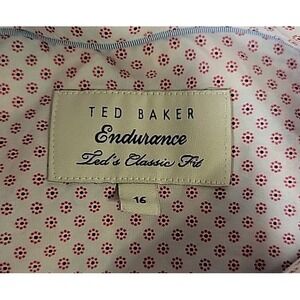 TED BAKER
Endurance
Ted's Classic Fit
16